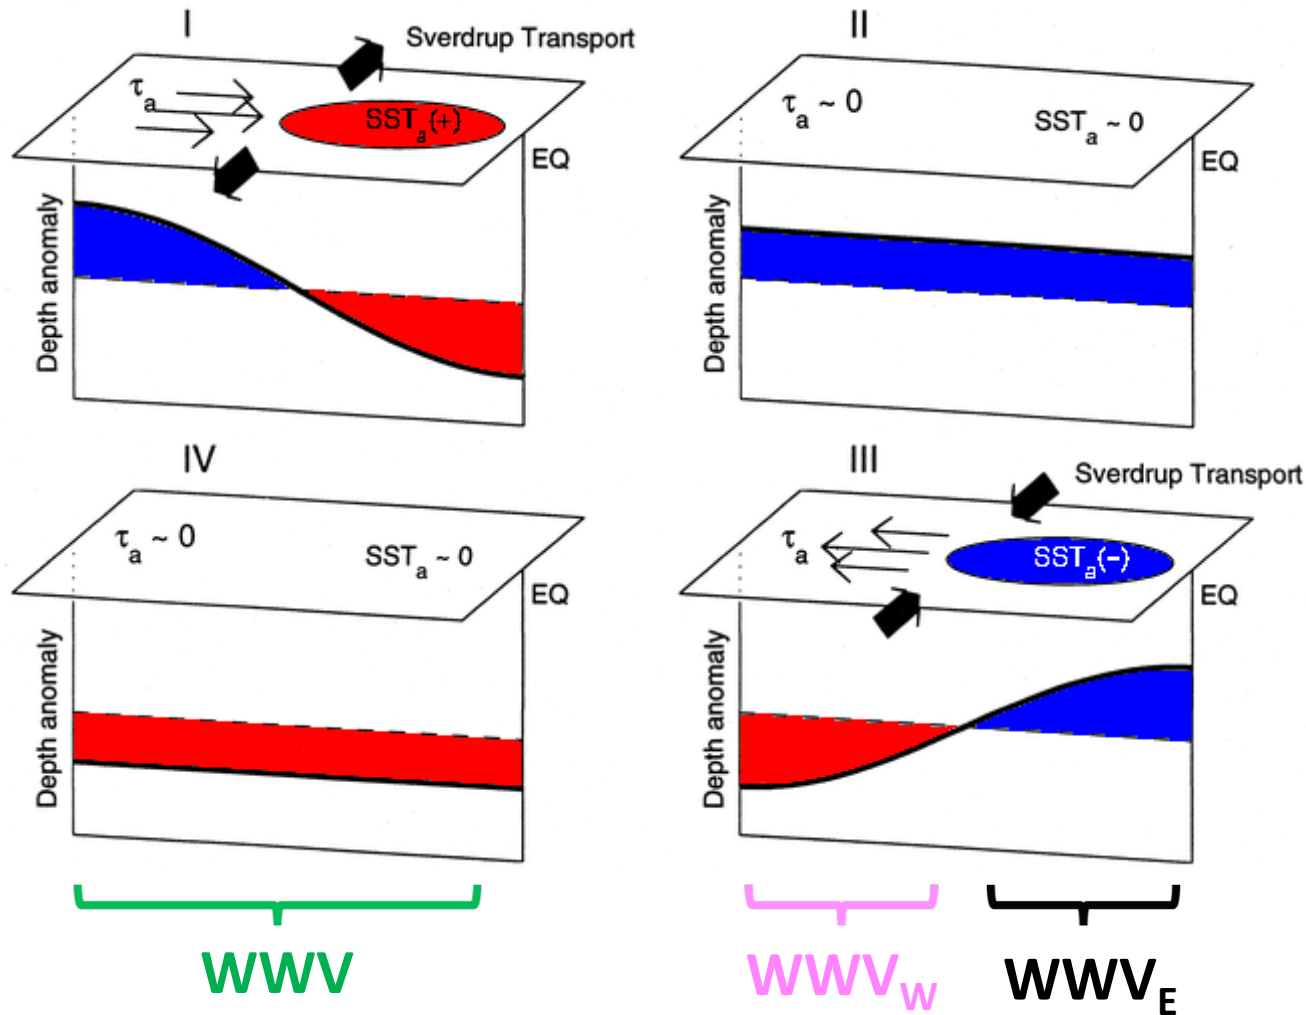 I
Sverdrup Transport
τa
SSTa(+)
EQ
Depth anomaly
II
τa ~ 0
SSTa ~ 0
EQ
Depth anomaly
IV
τa ~ 0
SSTa ~ 0
EQ
Depth anomaly
III
Sverdrup Transport
τa
SSTa(−)
EQ
Depth anomaly
WWV
WWVW
WWVE